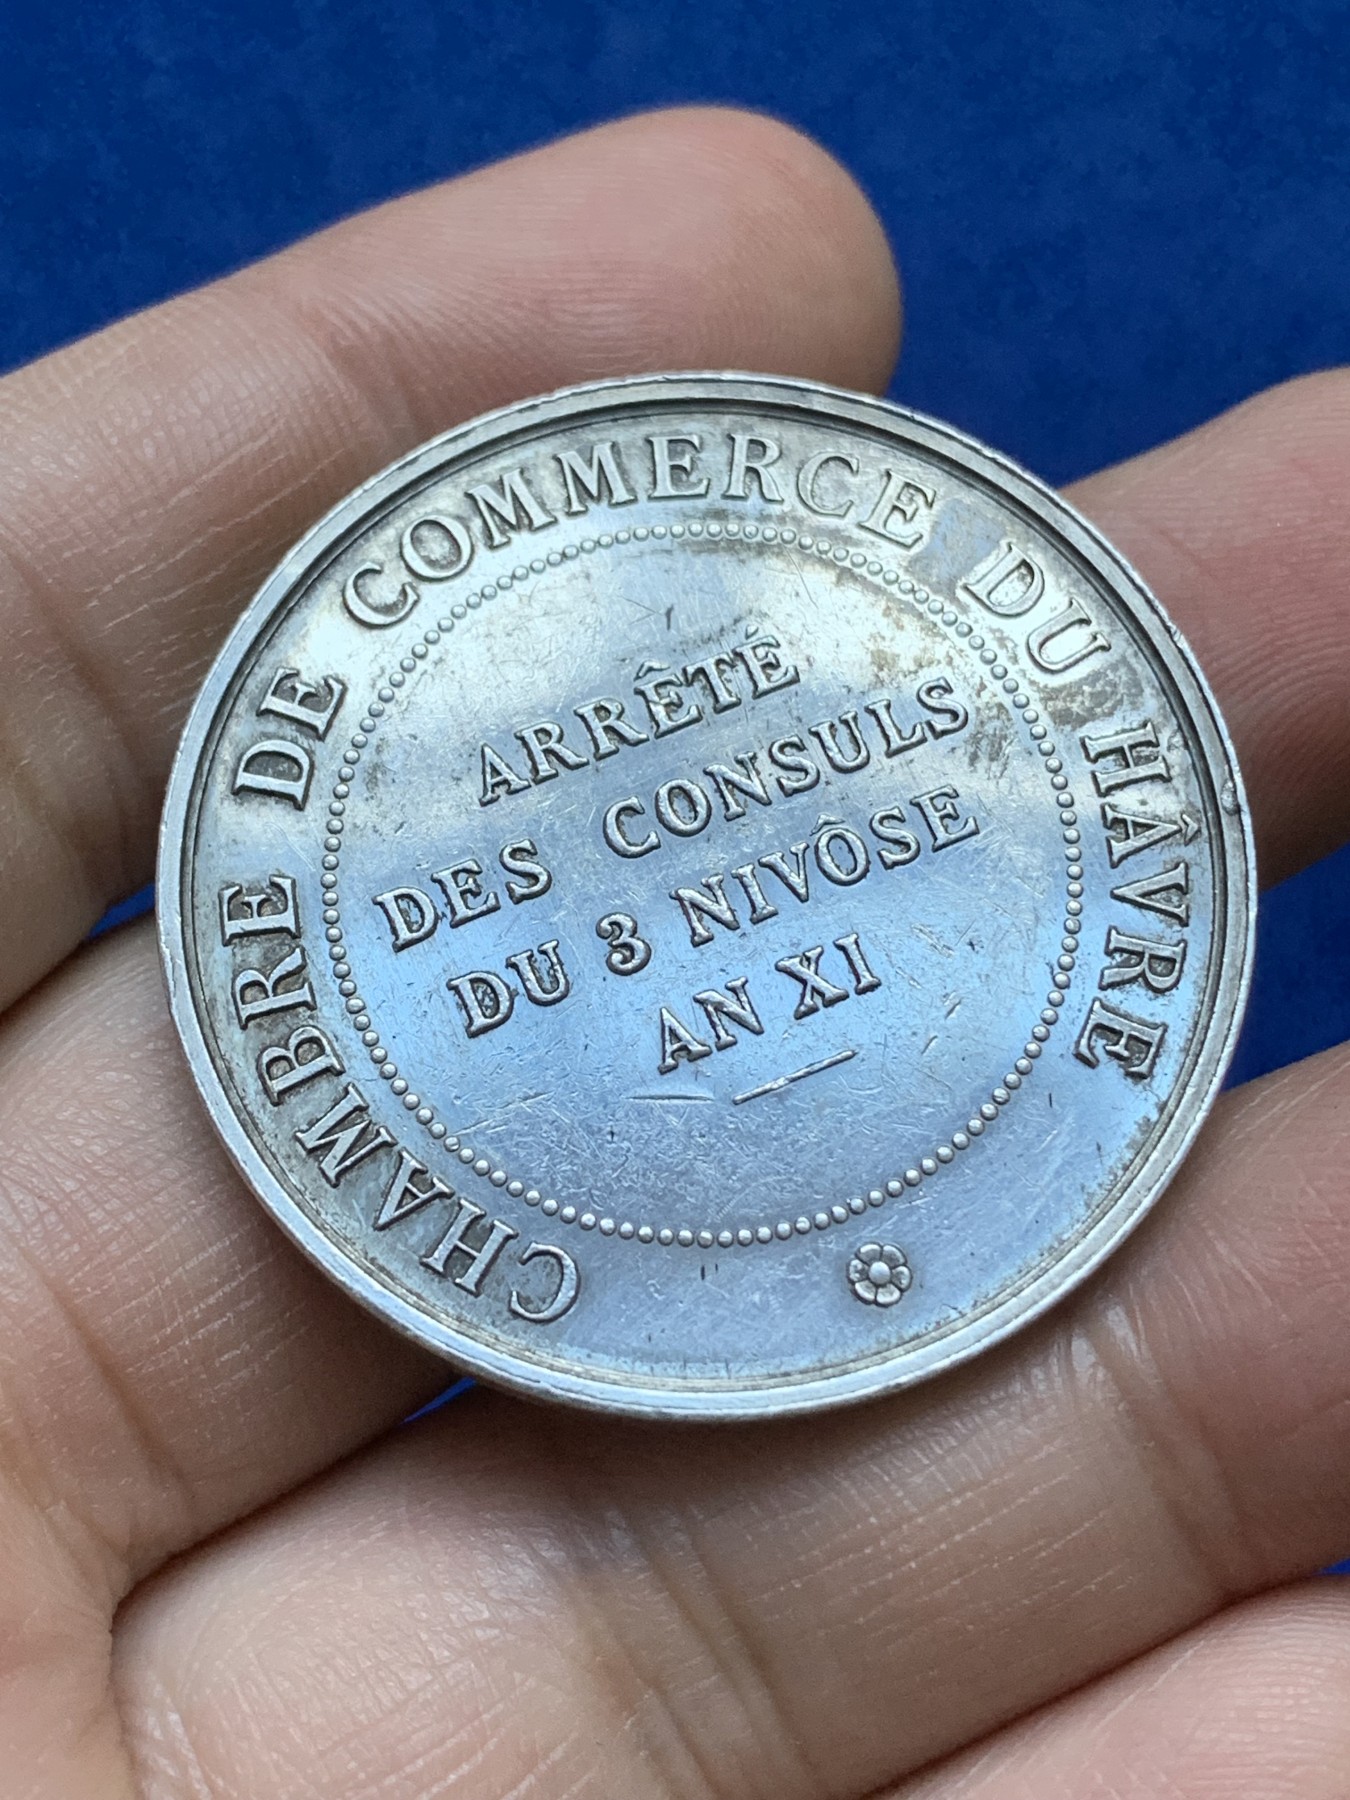 CHAMBRE DE COMMERCE DU HÂVRE
ARRÊTÉ
DES CONSULS
DU 3 NIVÔSE
AN XI